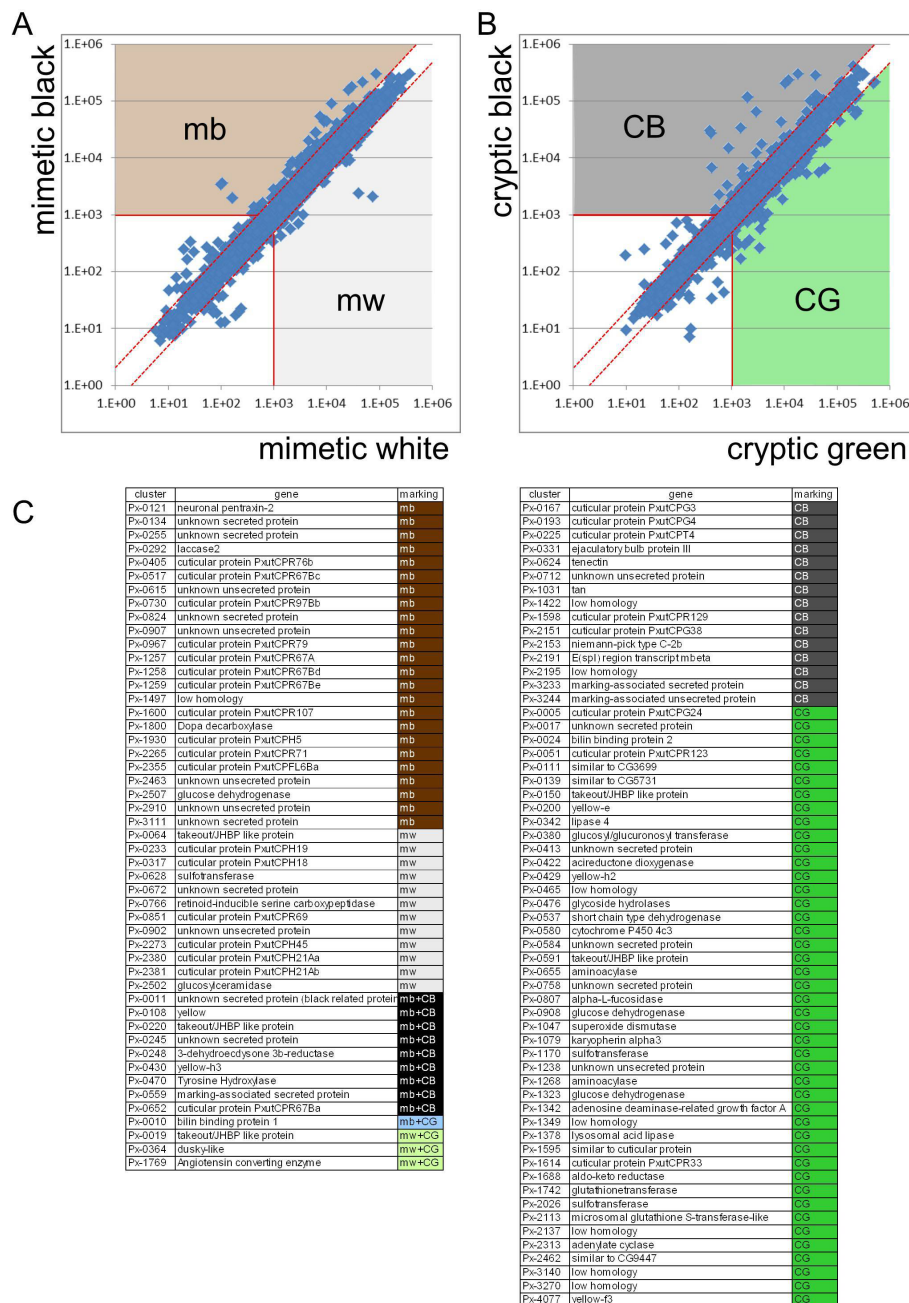 A
B
mimetic black
1.E+06
1.E+05
1.E+04
1.E+03
1.E+02
1.E+01
1.E+00
mb
mw
1.E+00 1.E+01 1.E+02 1.E+03 1.E+04 1.E+05 1.E+06
mimetic white
cryptic black
1.E+06
1.E+05
1.E+04
1.E+03
1.E+02
1.E+01
1.E+00
CB
CG
1.E+00 1.E+01 1.E+02 1.E+03 1.E+04 1.E+05 1.E+06
cryptic green
C
cluster gene marking
Px-0121 neuronal pentraxin-2 mb
Px-0134 unknown secreted protein mb
Px-0255 unknown secreted protein mb
Px-0292 laccase2 mb
Px-0405 cuticular protein PxutCPR76b mb
Px-0517 cuticular protein PxutCPR67Bc mb
Px-0615 unknown unsecreted protein mb
Px-0730 cuticular protein PxutCPR97Bb mb
Px-0824 unknown secreted protein mb
Px-0907 unknown unsecreted protein mb
Px-0967 cuticular protein PxutCPR79 mb
Px-1257 cuticular protein PxutCPR67A mb
Px-1258 cuticular protein PxutCPR67Bd mb
Px-1259 cuticular protein PxutCPR67Be mb
Px-1497 low homology mb
Px-1600 cuticular protein PxutCPR107 mb
Px-1800 Dopa decarboxylase mb
Px-1930 cuticular protein PxutCPH5 mb
Px-2265 cuticular protein PxutCPR71 mb
Px-2355 cuticular protein PxutCPFL6Ba mb
Px-2463 unknown unsecreted protein mb
Px-2507 glucose dehydrogenase mb
Px-2910 unknown unsecreted protein mb
Px-3111 unknown unsecreted protein mb
Px-0064 takeout/JHBP like protein mw
Px-0233 cuticular protein PxutCPH19 mw
Px-0317 cuticular protein PxutCPH18 mw
Px-0628 sulfotransferase mw
Px-0672 unknown secreted protein mw
Px-0766 retinoid-inducible serine carboxypeptidase mw
Px-0851 cuticular protein PxutCPR69 mw
Px-0902 unknown unsecreted protein mw
Px-2273 cuticular protein PxutCPH45 mw
Px-2380 cuticular protein PxutCPH21Aa mw
Px-2381 cuticular protein PxutCPH21Ab mw
Px-2502 glucosylceramidase mw
Px-0011 unknown secreted protein (black related protein mb+CB
Px-0108 yellow mb+CB
Px-0220 takeout/JHBP like protein mb+CB
Px-0245 unknown secreted protein mb+CB
Px-0248 3-dehydroecdysone 3b-reductase mb+CB
Px-0430 yellow-h3 mb+CB
Px-0470 Tyrosine Hydroxylase mb+CB
Px-0559 marking-associated secreted protein mb+CB
Px-0652 cuticular protein PxutCPR67Ba mb+CB
Px-0010 bilin binding protein 1 mb+CG
Px-0019 takeout/JHBP like protein mw+CG
Px-0364 dusky-like mw+CG
Px-1769 Angiotensin converting enzyme mw+CG
cluster gene marking
Px-0167 cuticular protein PxutCPG3 CB
Px-0193 cuticular protein PxutCPG4 CB
Px-0225 cuticular protein PxutCPT4 CB
Px-0331 ejaculatory bulb protein III CB
Px-0624 tenectin CB
Px-0712 unknown unsecreted protein CB
Px-1031 tan CB
Px-1422 low homology CB
Px-1598 cuticular protein PxutCPR129 CB
Px-2151 cuticular protein PxutCPG38 CB
Px-2153 niemann-pick type C-2b CB
Px-2191 E(spl) region transcript mbeta CB
Px-2195 low homology CB
Px-3233 marking-associated secreted protein CB
Px-3244 marking-associated unsecreted protein CB
Px-0005 cuticular protein PxutCPG24 CG
Px-0017 unknown secreted protein CG
Px-0024 bilin binding protein 2 CG
Px-0051 cuticular protein PxutCPR123 CG
Px-0111 similar to CG3699 CG
Px-0139 similar to CG5731 CG
Px-0150 takeout/JHBP like protein CG
Px-0200 yellow-e CG
Px-0342 lipase 4 CG
Px-0380 glucosyl/glucuronosyl transferase CG
Px-0413 unknown secreted protein CG
Px-0422 acireductone dioxygenase CG
Px-0429 yellow-h2 CG
Px-0465 low homology CG
Px-0476 glycoside hydrolases CG
Px-0537 short chain type dehydrogenase CG
Px-0580 cytochrome P450 4c3 CG
Px-0584 unknown secreted protein CG
Px-0591 takeout/JHBP like protein CG
Px-0655 aminoacylase CG
Px-0758 unknown secreted protein CG
Px-0807 alpha-L-fucosidase CG
Px-0908 glucose dehydrogenase CG
Px-1047 superoxide dismutase CG
Px-1079 karyopherin alpha3 CG
Px-1170 sulfotransferase CG
Px-1238 unknown unsecreted protein CG
Px-1268 aminoacylase CG
Px-1323 glucose dehydrogenase CG
Px-1342 adenosine deaminase-related growth factor A CG
Px-1349 low homology CG
Px-1378 lysosomal acid lipase CG
Px-1595 similar to cuticular protein CG
Px-1614 cuticular protein PxutCPR33 CG
Px-1688 aldo-keto reductase CG
Px-1742 glutathionetransferase CG
Px-2026 sulfotransferase CG
Px-2113 microsomal glutathione S-transferase-like CG
Px-2137 low homology CG
Px-2313 adenylate cyclase CG
Px-2462 similar to CG9447 CG
Px-3140 low homology CG
Px-3270 low homology CG
Px-4077 yellow-f3 CG